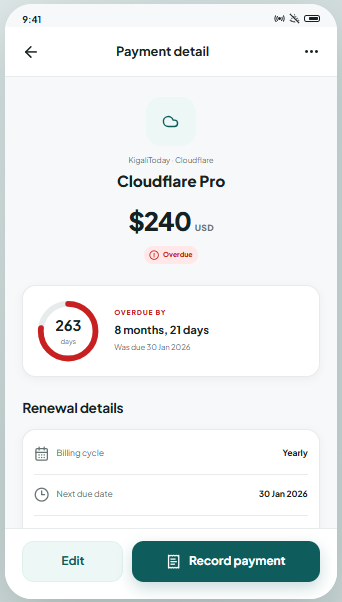 9:41
Payment detail
KigaliToday · Cloudflare
Cloudflare Pro
$240 USD
Overdue
263
days
OVERDUE BY
8 months, 21 days
Was due 30 Jan 2026
Renewal details
Billing cycle Yearly
Next due date 30 Jan 2026
Edit
Record payment